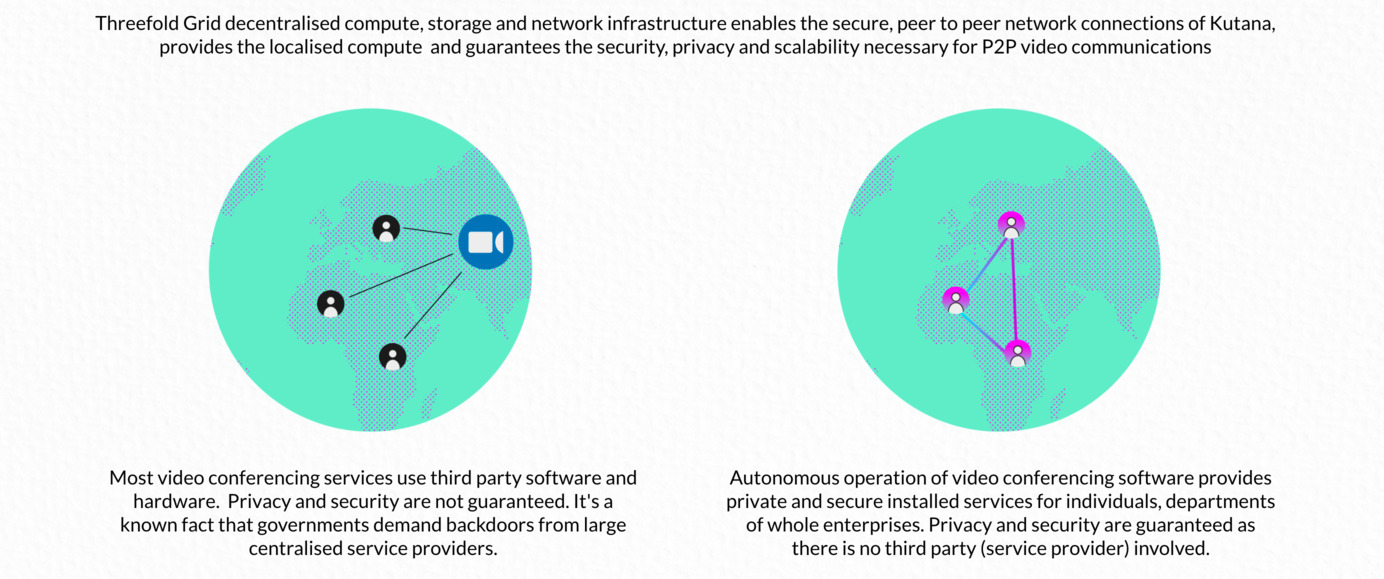 Threefold Grid decentralised compute, storage and network infrastructure enables the secure, peer to peer network connections of Kutana,
provides the localised compute and guarantees the security, privacy and scalability necessary for P2P video communications
Most video conferencing services use third party software and
hardware. Privacy and security are not guaranteed. It's a
known fact that governments demand backdoors from large
centralised service providers.
Autonomous operation of video conferencing software provides
private and secure installed services for individuals, departments
of whole enterprises. Privacy and security are guaranteed as
there is no third party (service provider) involved.